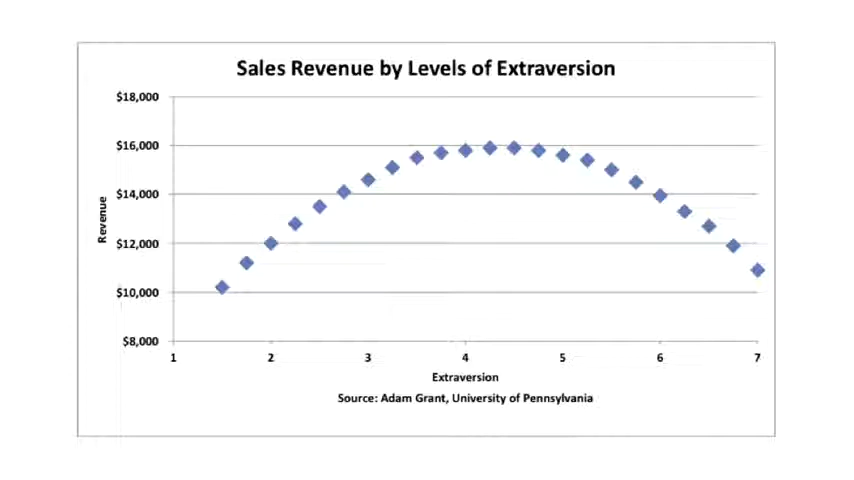 Sales Revenue by Levels of Extraversion
$18,000
$16,000
$14,000
$12,000
$10,000
$8,000
Revenue
1 2 3 4 5 6 7
Extraversion
Source: Adam Grant, University of Pennsylvania